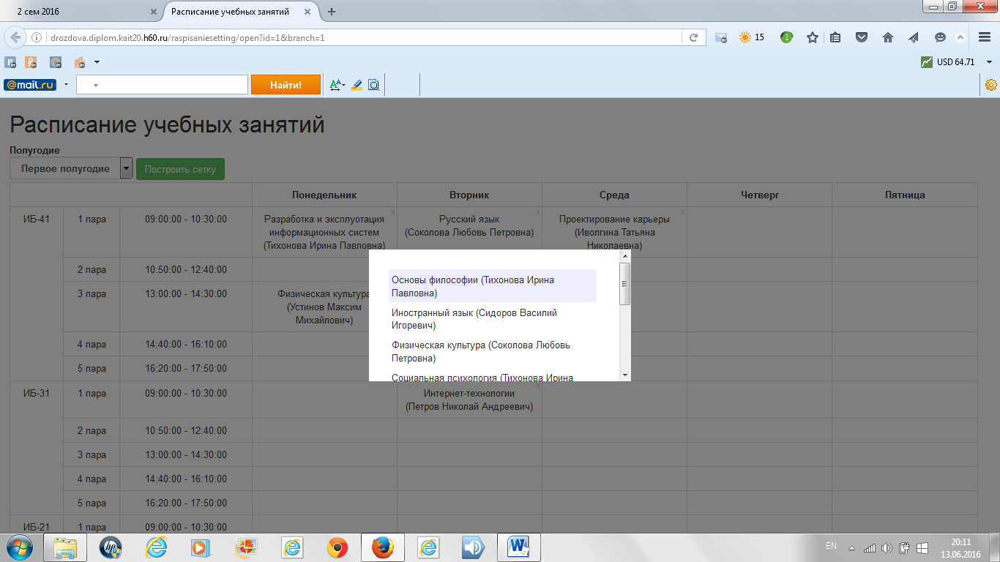 2 сем 2016
Расписание учебных занятий
drozdova.diplom.kait20.h60.ru/raspisaniesetting/open?id=1&branch=1
15
1
USD 64.71
@mail.ru
Найти!
Расписание учебных занятий
Полугодие
Первое полугодие
Построить сетку
Понедельник Вторник Среда Четверг Пятница
ИБ-41 1 пара 09:00:00 - 10:30:00
Разработка и эксплуотация
информационных систем
(Тихонова Ирина Павловна)
Русский язык
(Соколова Любовь Петровна)
Проектирование карьеры
(Иволгина Татьяна
Николаевна)
2 пара 10:50:00 - 12:40:00
3 пара 13:00:00 - 14:30:00
Физическая культура
(Устинов Максим
Михайлович)
4 пара 14:40:00 - 16:10:00
5 пара 16:20:00 - 17:50:00
Основы философии (Тихонова Ирина
Павловна)
Иностранный язык (Сидоров Василий
Игоревич)
Физическая культура (Соколова Любовь
Петровна)
Социальная психология (Тихонова Ирина
ИБ-31 1 пара 09:00:00 - 10:30:00
Интернет-технологии
(Петров Николай Андреевич)
2 пара 10:50:00 - 12:40:00
3 пара 13:00:00 - 14:30:00
4 пара 14:40:00 - 16:10:00
5 пара 16:20:00 - 17:50:00
ИБ-21 1 пара 09:00:00 - 10:30:00
EN
20:11
13.06.2016